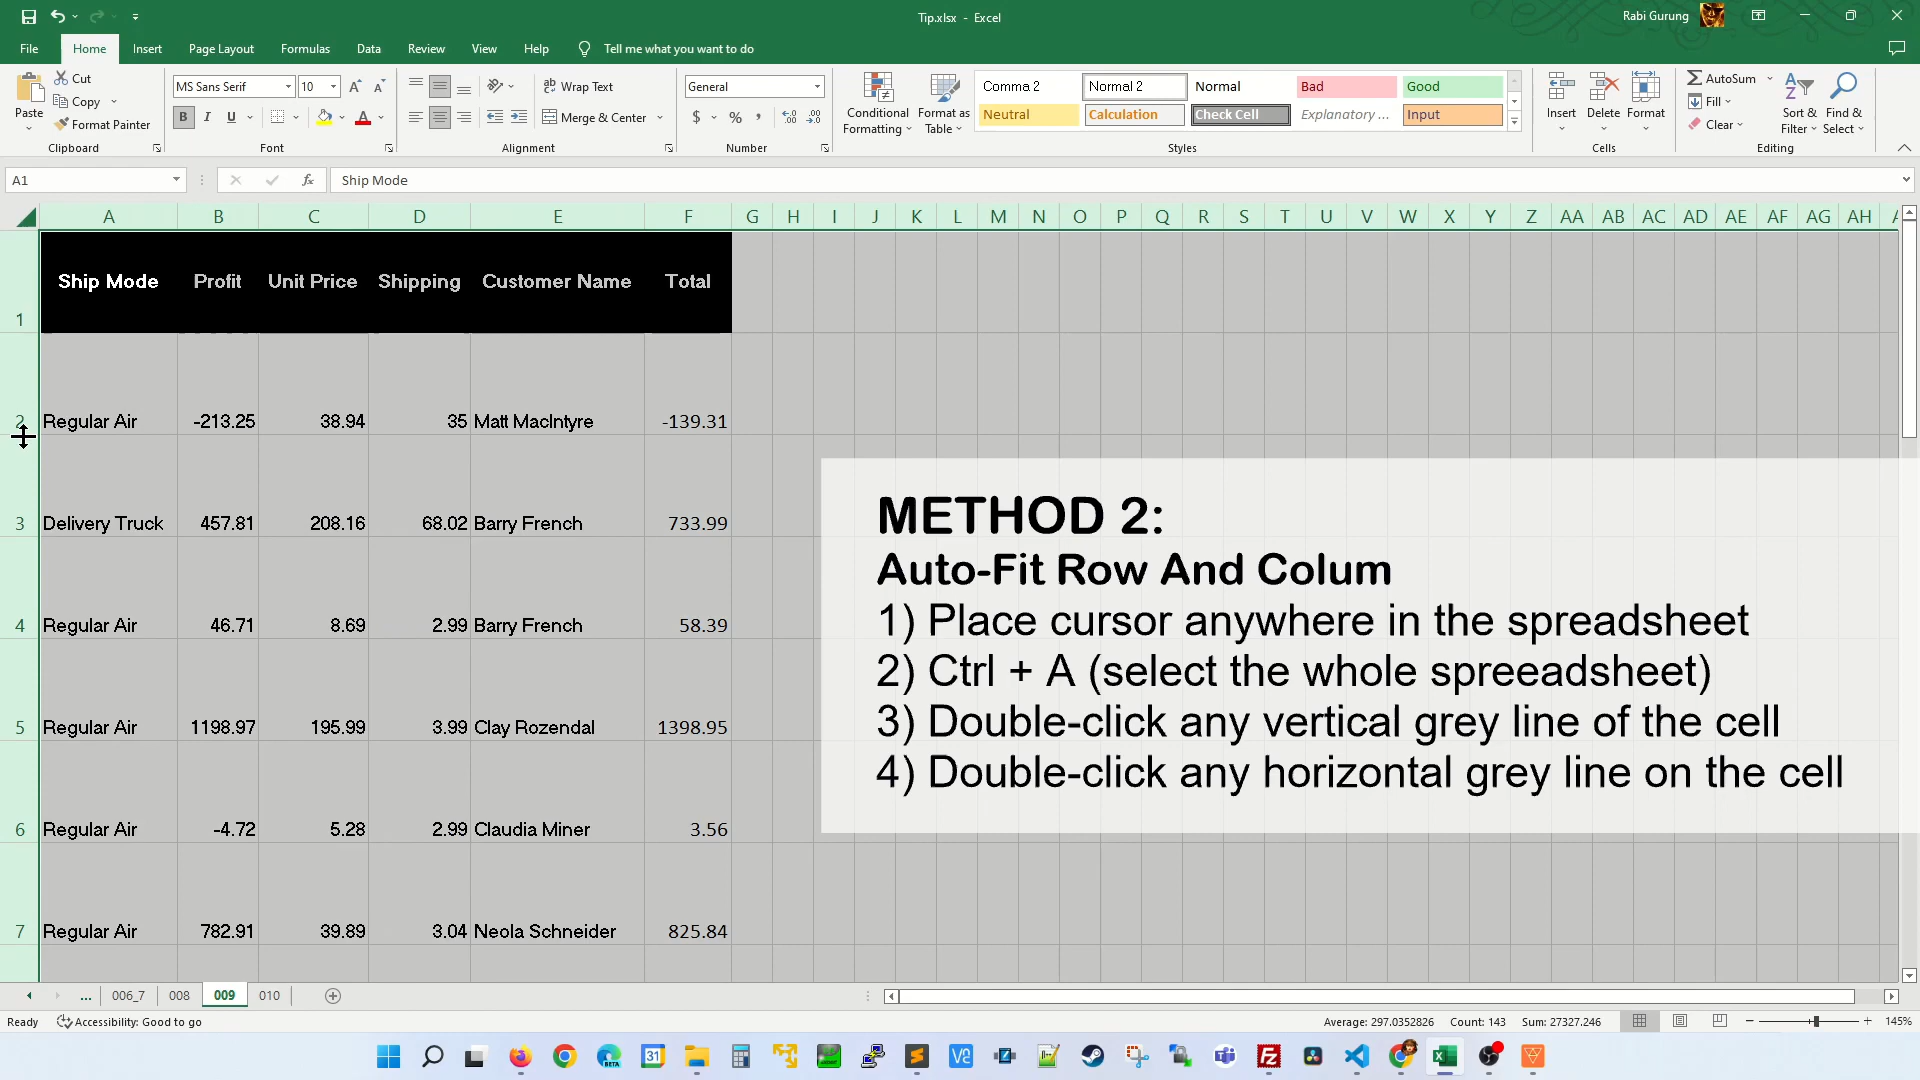 Tip.xlsx - Excel
Rabi Gurung
File Home Insert Page Layout Formulas Data Review View Help Tell me what you want to do
Paste
Cut
Copy
Format Painter
Clipboard
MS Sans Serif 10
B I U
Font
Wrap Text
Merge & Center
Alignment
General
$ % ,
Number
Conditional Formatting
Format as Table
Comma 2 Normal 2 Normal Bad Good
Neutral Calculation Check Cell Explanatory ... Input
Styles
Insert Delete Format
Cells
AutoSum
Fill
Clear
Sort & Filter
Find & Select
Editing
A1 fx Ship Mode
A B C D E F G H I J K L M N O P Q R S T U V W X Y Z AA AB AC AD AE AF AG AH
1 Ship Mode Profit Unit Price Shipping Customer Name Total
2 Regular Air -213.25 38.94 35 Matt MacIntyre -139.31
3 Delivery Truck 457.81 208.16 68.02 Barry French 733.99
4 Regular Air 46.71 8.69 2.99 Barry French 58.39
5 Regular Air 1198.97 195.99 3.99 Clay Rozendal 1398.95
6 Regular Air -4.72 5.28 2.99 Claudia Miner 3.56
7 Regular Air 782.91 39.89 3.04 Neola Schneider 825.84
METHOD 2:
Auto-Fit Row And Colum
1) Place cursor anywhere in the spreadsheet
2) Ctrl + A (select the whole spreeadsheet)
3) Double-click any vertical grey line of the cell
4) Double-click any horizontal grey line on the cell
... 006_7 008 009 010
Ready Accessibility: Good to go Average: 297.0352826 Count: 143 Sum: 27327.246 145%